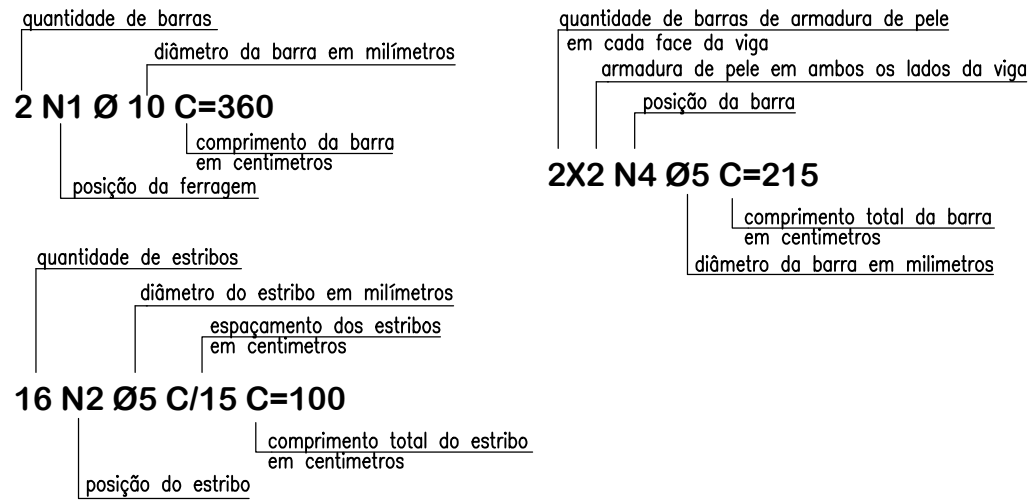 quantidade de barras
diâmetro da barra em milímetros
2 N1 Ø 10 C=360
comprimento da barra
em centimetros
posição da ferragem
quantidade de barras de armadura de pele
em cada face da viga
armadura de pele em ambos os lados da viga
posição da barra
2X2 N4 Ø5 C=215
comprimento total da barra
em centimetros
diâmetro da barra em milimetros
quantidade de estribos
diâmetro do estribo em milímetros
espaçamento dos estribos
em centimetros
16 N2 Ø5 C/15 C=100
comprimento total do estribo
em centimetros
posição do estribo